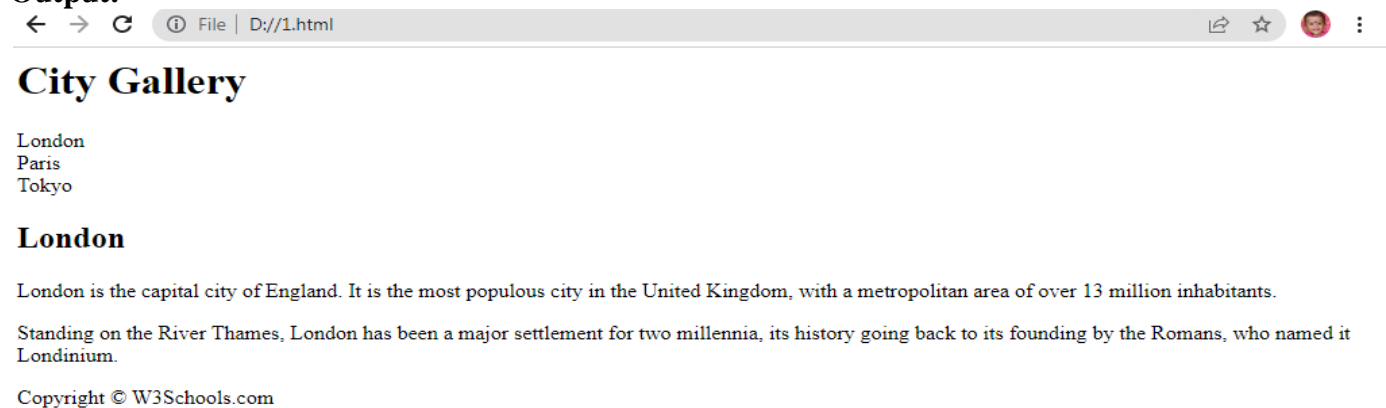 Output:
File | D://1.html
City Gallery
London
Paris
Tokyo
London
London is the capital city of England. It is the most populous city in the United Kingdom, with a metropolitan area of over 13 million inhabitants.
Standing on the River Thames, London has been a major settlement for two millennia, its history going back to its founding by the Romans, who named it
Londinium.
Copyright © W3Schools.com